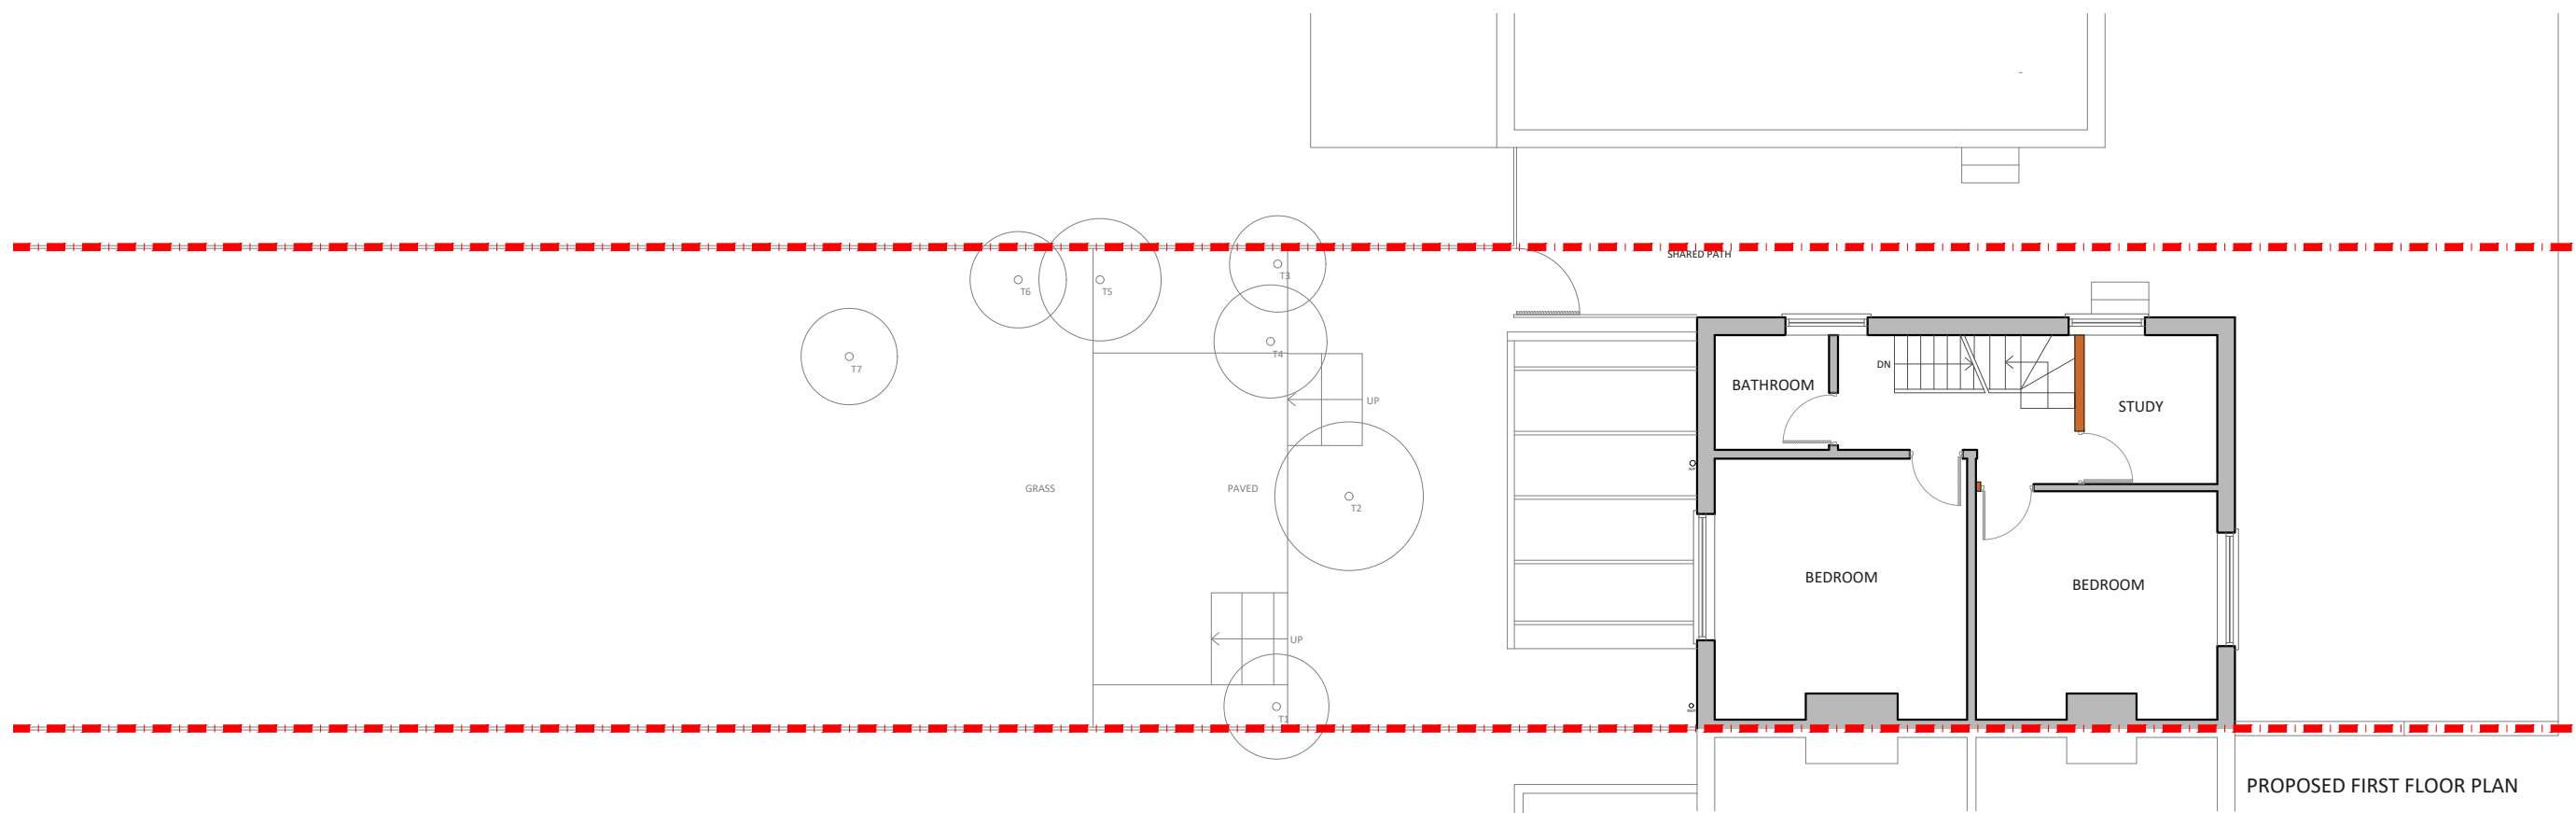 SHARED PATH
T3
T6
T5
T4
T7
DN
BATHROOM
STUDY
UP
GRASS
PAVED
T2
BEDROOM
BEDROOM
UP
T1
PROPOSED FIRST FLOOR PLAN